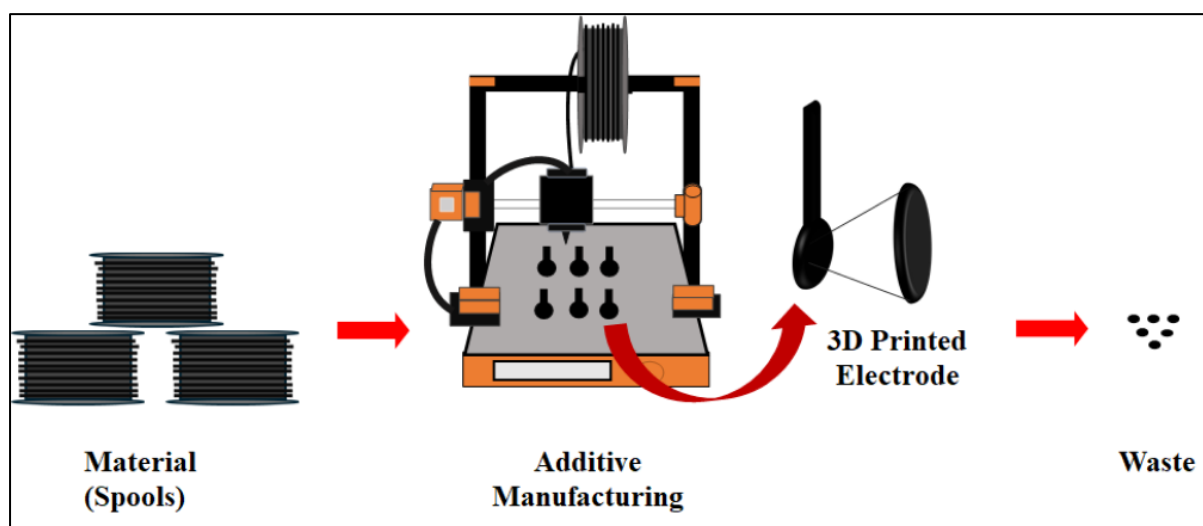 3D Printed
Electrode
Material
(Spools)
Additive
Manufacturing
Waste